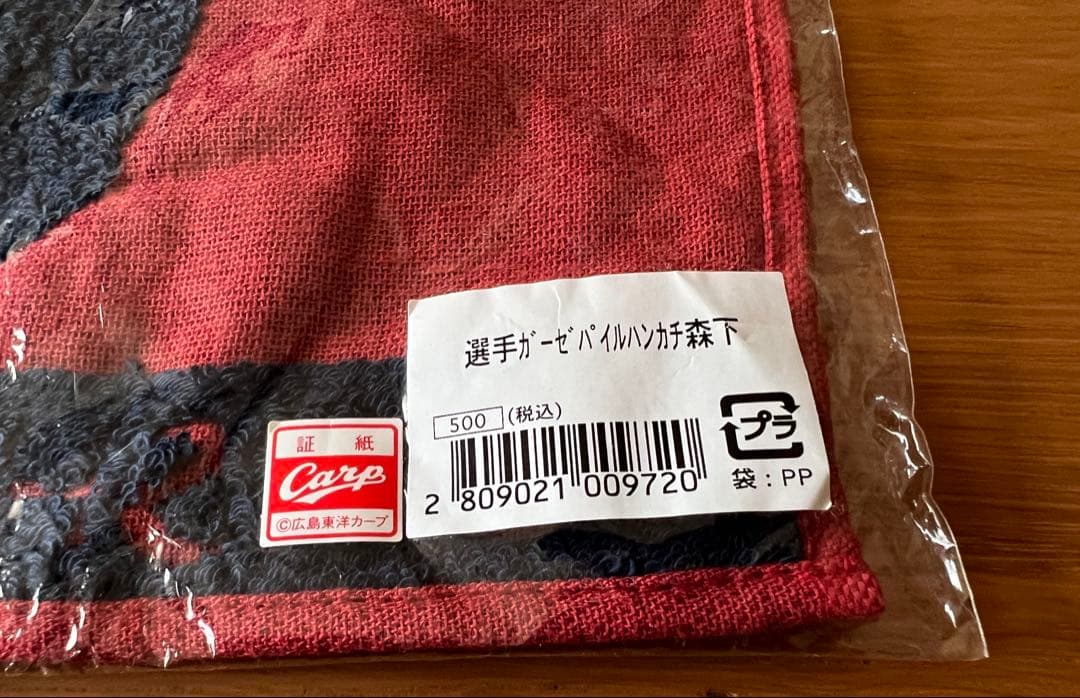 選手ｶﾞｰｾﾞﾊﾟｲﾙﾊﾝｶﾁ森下
500 (税込)
2 809021 009720
プラ
袋：PP
証 紙
Carp
©広島東洋カープ